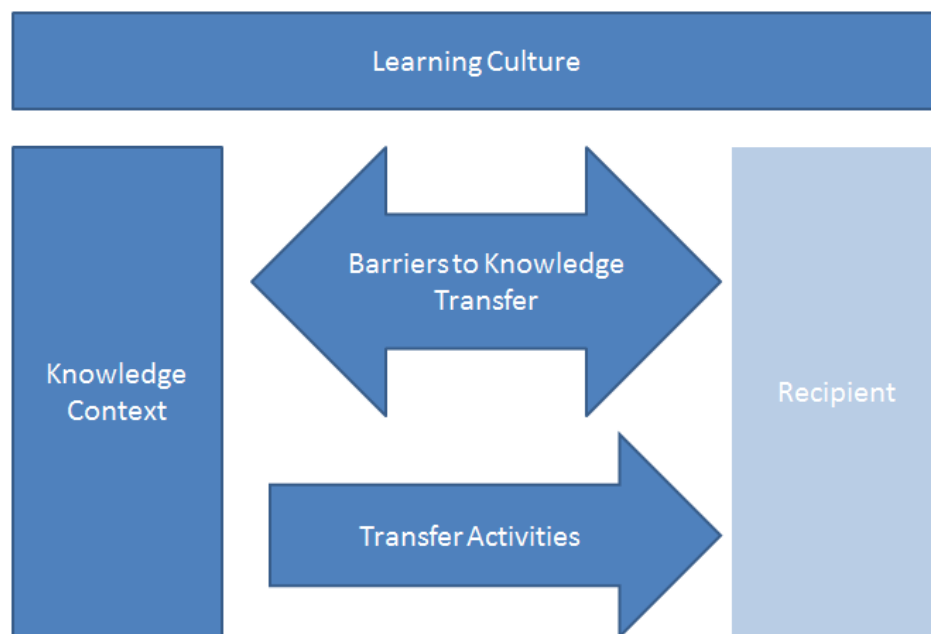 Learning Culture
Barriers to Knowledge
Transfer
Knowledge
Context
Recipient
Transfer Activities